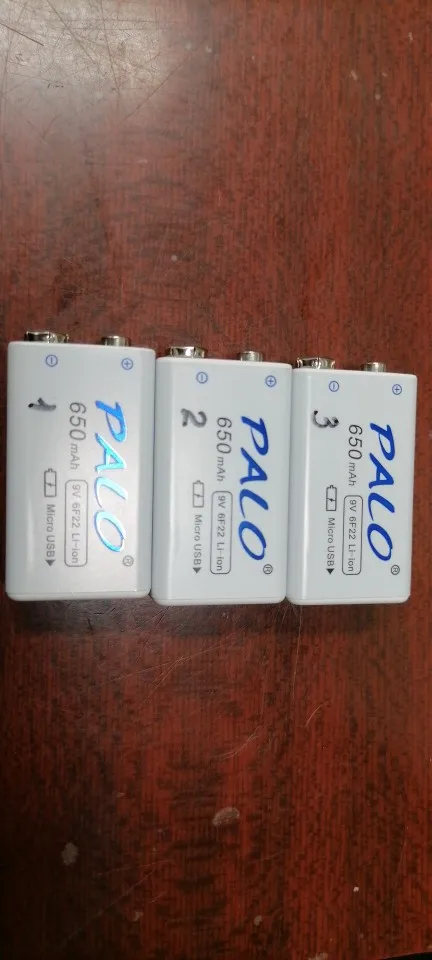 1
⊖ ⊕
PALO®
650 mAh
9V 6F22 Li-ion
Micro USB▶
2
⊖ ⊕
PALO®
650 mAh
9V 6F22 Li-ion
Micro USB▶
3
⊖ ⊕
PALO®
650 mAh
9V 6F22 Li-ion
Micro USB▶